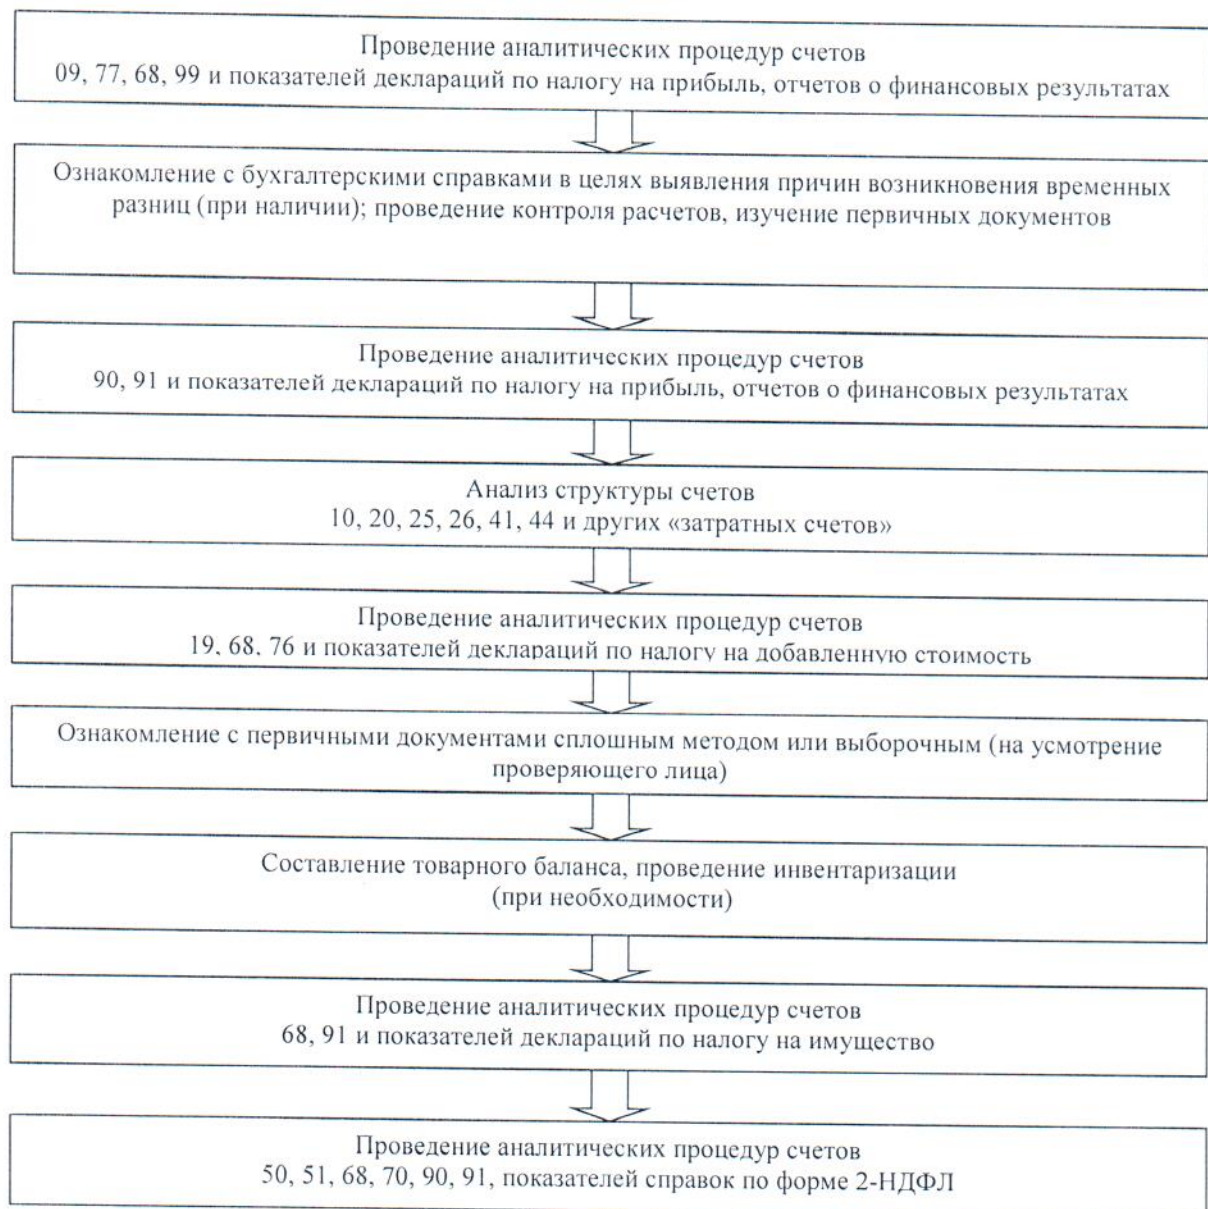 Проведение аналитических процедур счетов
09, 77, 68, 99 и показателей деклараций по налогу на прибыль, отчетов о финансовых результатах
Ознакомление с бухгалтерскими справками в целях выявления причин возникновения временных
разниц (при наличии); проведение контроля расчетов, изучение первичных документов
Проведение аналитических процедур счетов
90, 91 и показателей деклараций по налогу на прибыль, отчетов о финансовых результатах
Анализ структуры счетов
10, 20, 25, 26, 41, 44 и других «затратных счетов»
Проведение аналитических процедур счетов
19, 68, 76 и показателей деклараций по налогу на добавленную стоимость
Ознакомление с первичными документами сплошным методом или выборочным (на усмотрение
проверяющего лица)
Составление товарного баланса, проведение инвентаризации
(при необходимости)
Проведение аналитических процедур счетов
68, 91 и показателей деклараций по налогу на имущество
Проведение аналитических процедур счетов
50, 51, 68, 70, 90, 91, показателей справок по форме 2-НДФЛ